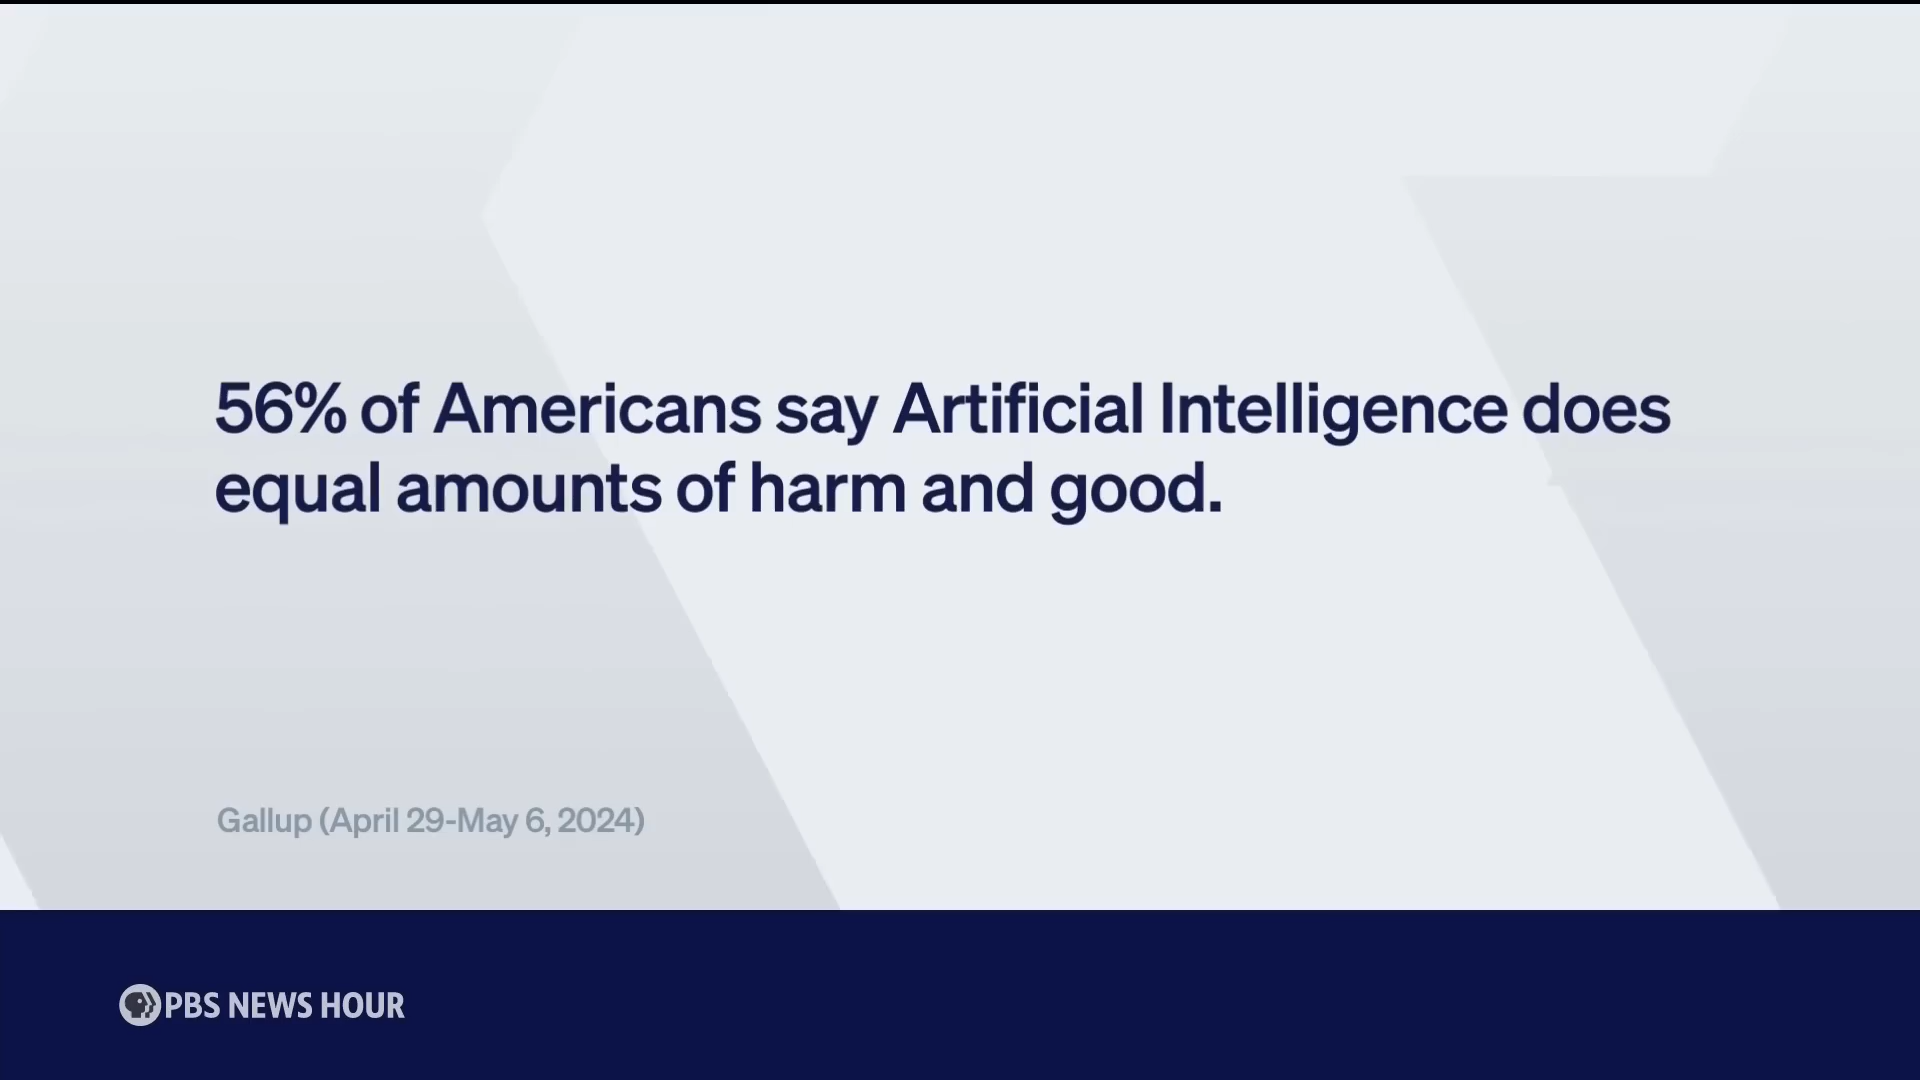 56% of Americans say Artificial Intelligence does
equal amounts of harm and good.
Gallup (April 29-May 6, 2024)
PBS NEWS HOUR